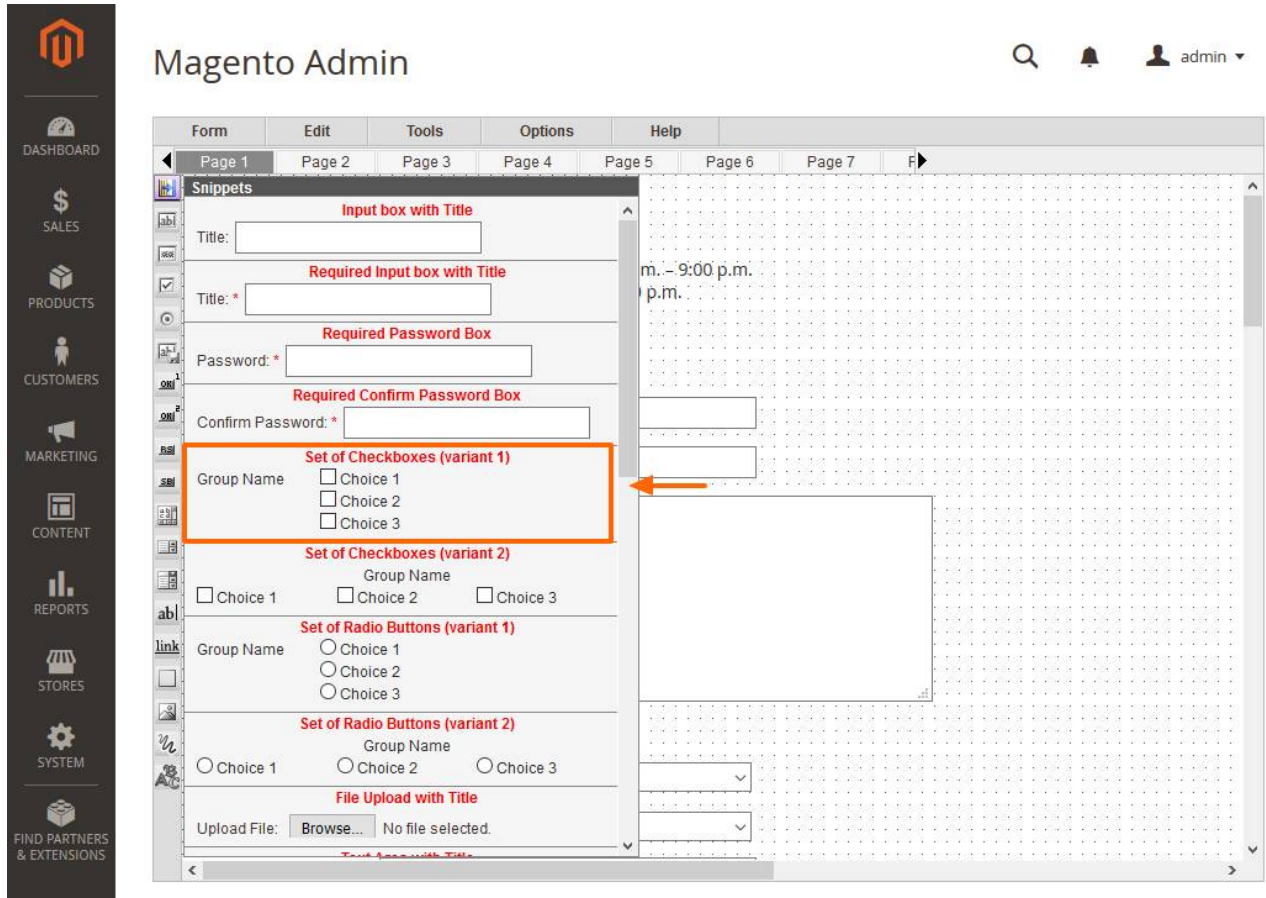 Magento Admin
admin
DASHBOARD
SALES
PRODUCTS
CUSTOMERS
MARKETING
CONTENT
REPORTS
STORES
SYSTEM
FIND PARTNERS
& EXTENSIONS
Form Edit Tools Options Help
Page 1 Page 2 Page 3 Page 4 Page 5 Page 6 Page 7
Snippets
Input box with Title
Title:
Required Input box with Title
Title: *
Required Password Box
Password: *
Required Confirm Password Box
Confirm Password: *
Set of Checkboxes (variant 1)
Group Name Choice 1
Choice 2
Choice 3
Set of Checkboxes (variant 2)
Group Name
Choice 1 Choice 2 Choice 3
Set of Radio Buttons (variant 1)
Group Name Choice 1
Choice 2
Choice 3
Set of Radio Buttons (variant 2)
Group Name
Choice 1 Choice 2 Choice 3
File Upload with Title
Upload File: Browse... No file selected.
Text Area with Title
m. – 9:00 p.m.
p.m.
ab
link